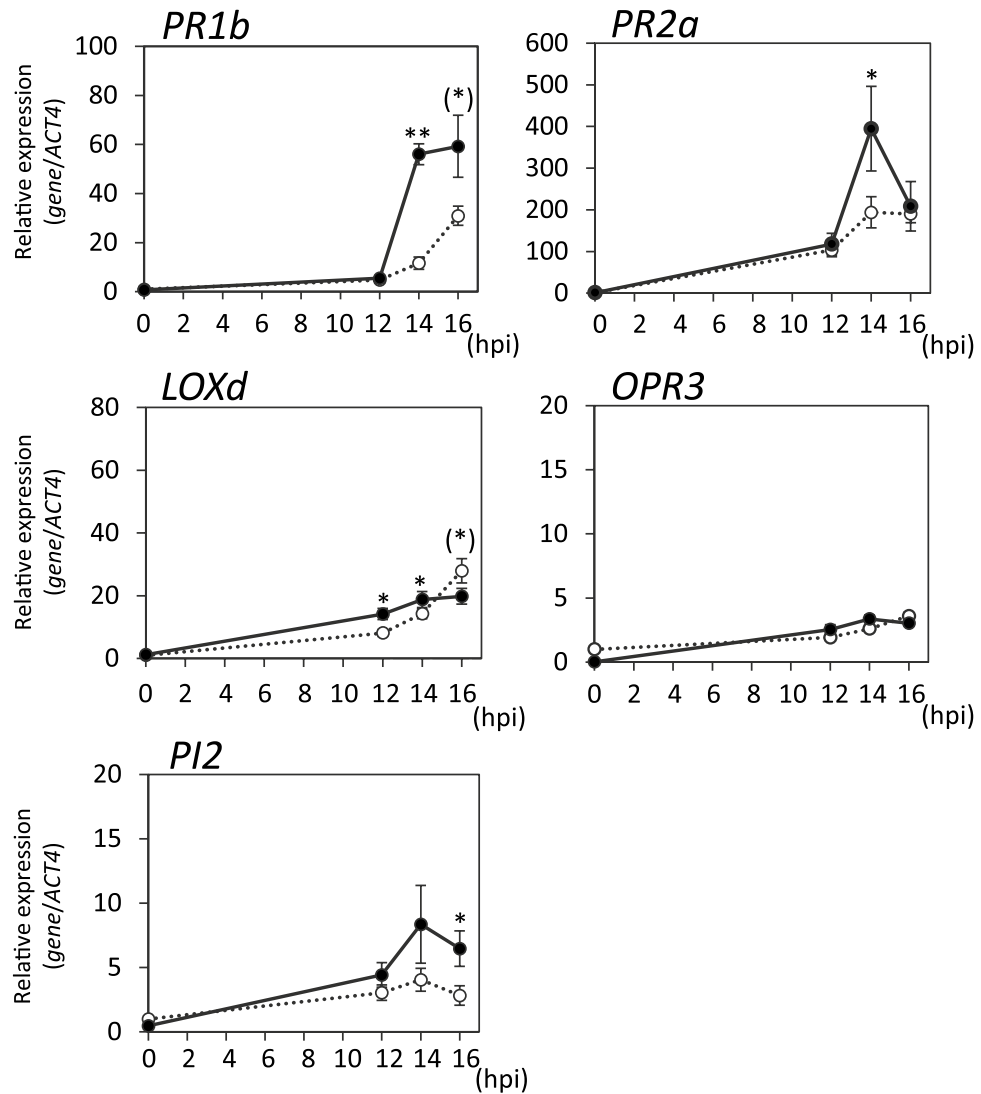 PR1b
Relative expression
(gene/ACT4)
100
80
60
40
20
0
**
(*)
0 2 4 6 8 10 12 14 16
(hpi)
PR2a
600
500
400
300
200
100
0
*
0 2 4 6 8 10 12 14 16
(hpi)
LOXd
Relative expression
(gene/ACT4)
80
60
40
20
0
* * (*)
0 2 4 6 8 10 12 14 16
(hpi)
OPR3
20
15
10
5
0
0 2 4 6 8 10 12 14 16
(hpi)
PI2
Relative expression
(gene/ACT4)
20
15
10
5
0
*
0 2 4 6 8 10 12 14 16
(hpi)